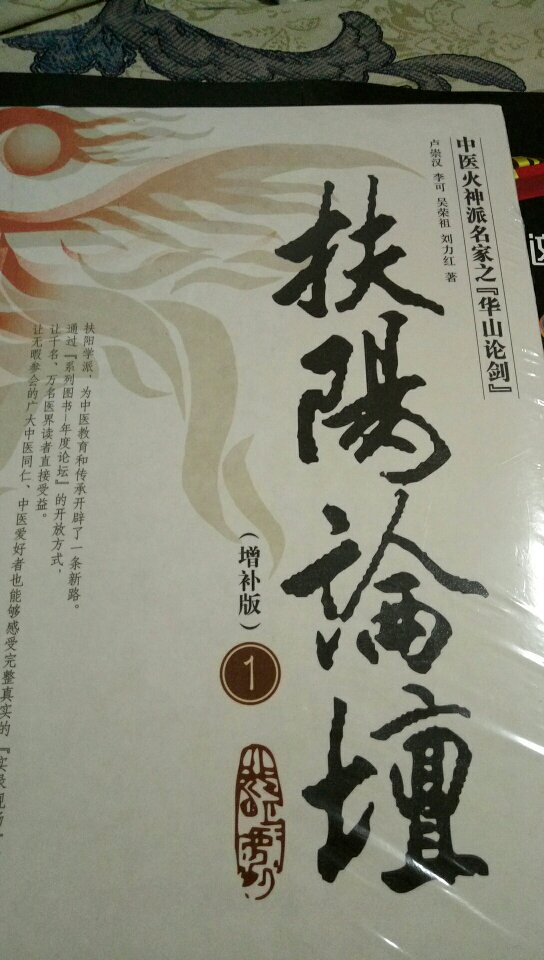 中医火神派名家之『华山论剑』
卢崇汉 李可 吴荣祖 刘力红 著
扶陽論壇
(增补版)
1
扶阳学派，为中医教育和传承开辟了一条新路。
通过『系列图书—年度论坛』的开放方式，
让千名、万名医界读者直接受益。
让无暇参会的广大中医同仁、中医爱好者也能够感受完整真实的『实录现场』